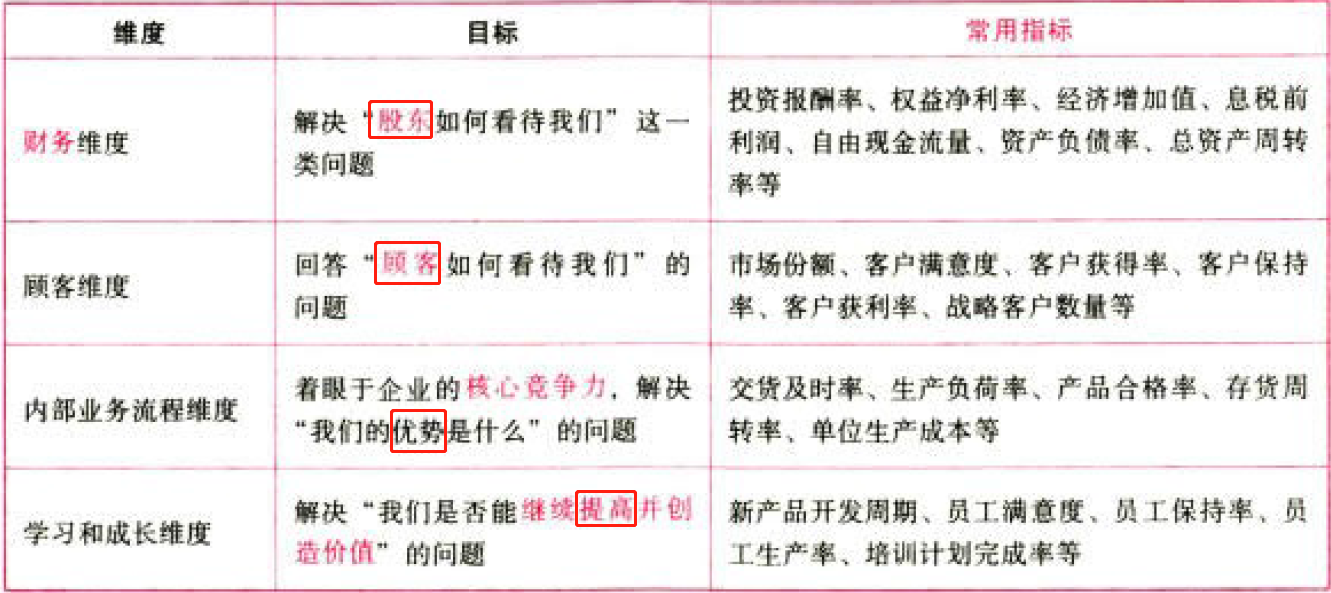 维度 目标 常用指标
财务维度
解决“股东如何看待我们”这一
类问题
投资报酬率、权益净利率、经济增加值、息税前
利润、自由现金流量、资产负债率、总资产周转
率等
顾客维度
回答“顾客如何看待我们”的
问题
市场份额、客户满意度、客户获得率、客户保持
率、客户获利率、战略客户数量等
内部业务流程维度
着眼于企业的核心竞争力，解决
“我们的优势是什么”的问题
交货及时率、生产负荷率、产品合格率、存货周
转率、单位生产成本等
学习和成长维度
解决“我们是否能继续提高并创
造价值”的问题
新产品开发周期、员工满意度、员工保持率、员
工生产率、培训计划完成率等